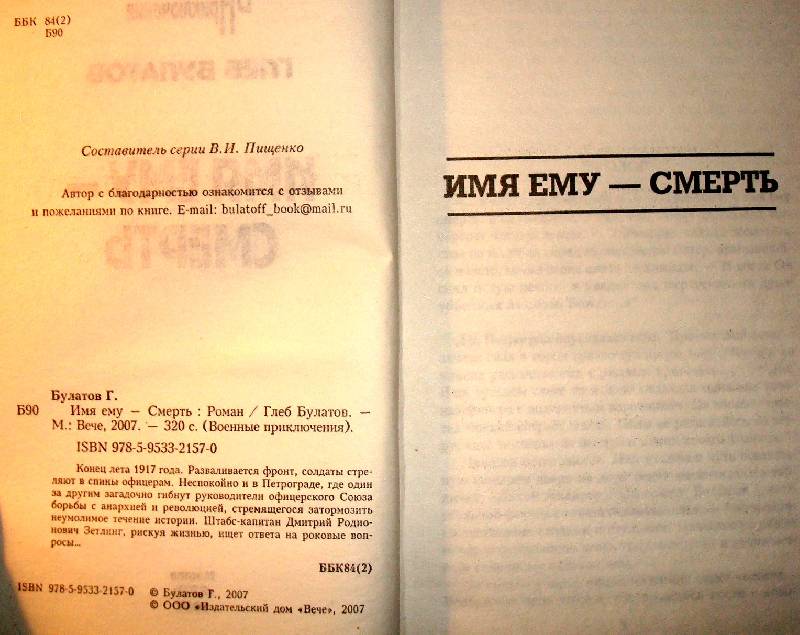 ББК 84(2)
Б90
Составитель серии В.И. Пищенко
Автор с благодарностью ознакомится с отзывами
и пожеланиями по книге. E-mail: bulatoff_book@mail.ru
Булатов Г.
Б90 Имя ему — Смерть : Роман / Глеб Булатов. —
М.: Вече, 2007. — 320 с. (Военные приключения).
ISBN 978-5-9533-2157-0
Конец лета 1917 года. Разваливается фронт, солдаты стре-
ляют в спины офицерам. Неспокойно и в Петрограде, где один
за другим загадочно гибнут руководители офицерского Союза
борьбы с анархией и революцией, стремящегося затормозить
неумолимое течение истории. Штабс-капитан Дмитрий Родио-
нович Зетлинг, рискуя жизнью, ищет ответа на роковые воп-
росы...
ББК84(2)
ISBN 978-5-9533-2157-0
© Булатов Г., 2007
© ООО «Издательский дом «Вече», 2007
ИМЯ ЕМУ — СМЕРТЬ